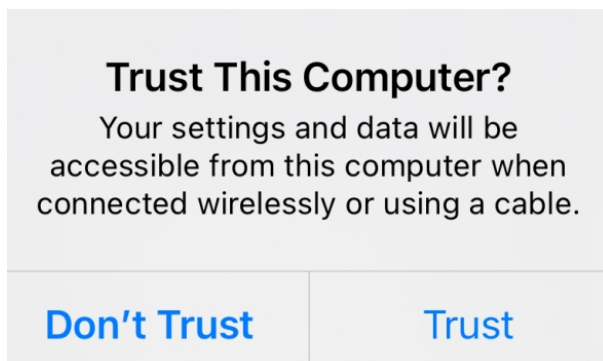 Trust This Computer?
Your settings and data will be
accessible from this computer when
connected wirelessly or using a cable.
Don’t Trust
Trust